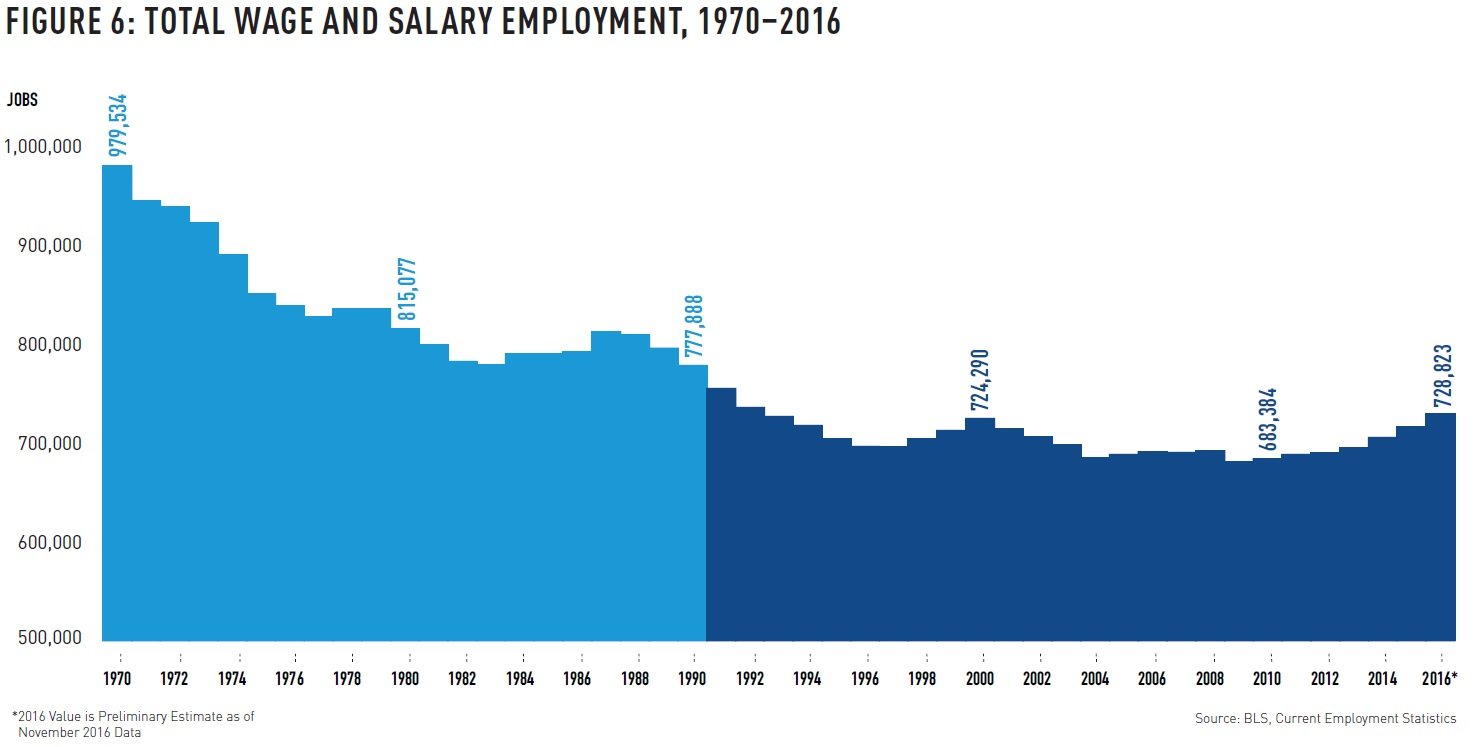 FIGURE 6: TOTAL WAGE AND SALARY EMPLOYMENT, 1970–2016
JOBS
1,000,000
900,000
800,000
700,000
600,000
500,000
979,534
815,077
777,888
724,290
683,384
728,823
1970 1972 1974 1976 1978 1980 1982 1984 1986 1988 1990 1992 1994 1996 1998 2000 2002 2004 2006 2008 2010 2012 2014 2016*
*2016 Value is Preliminary Estimate as of
November 2016 Data
Source: BLS, Current Employment Statistics